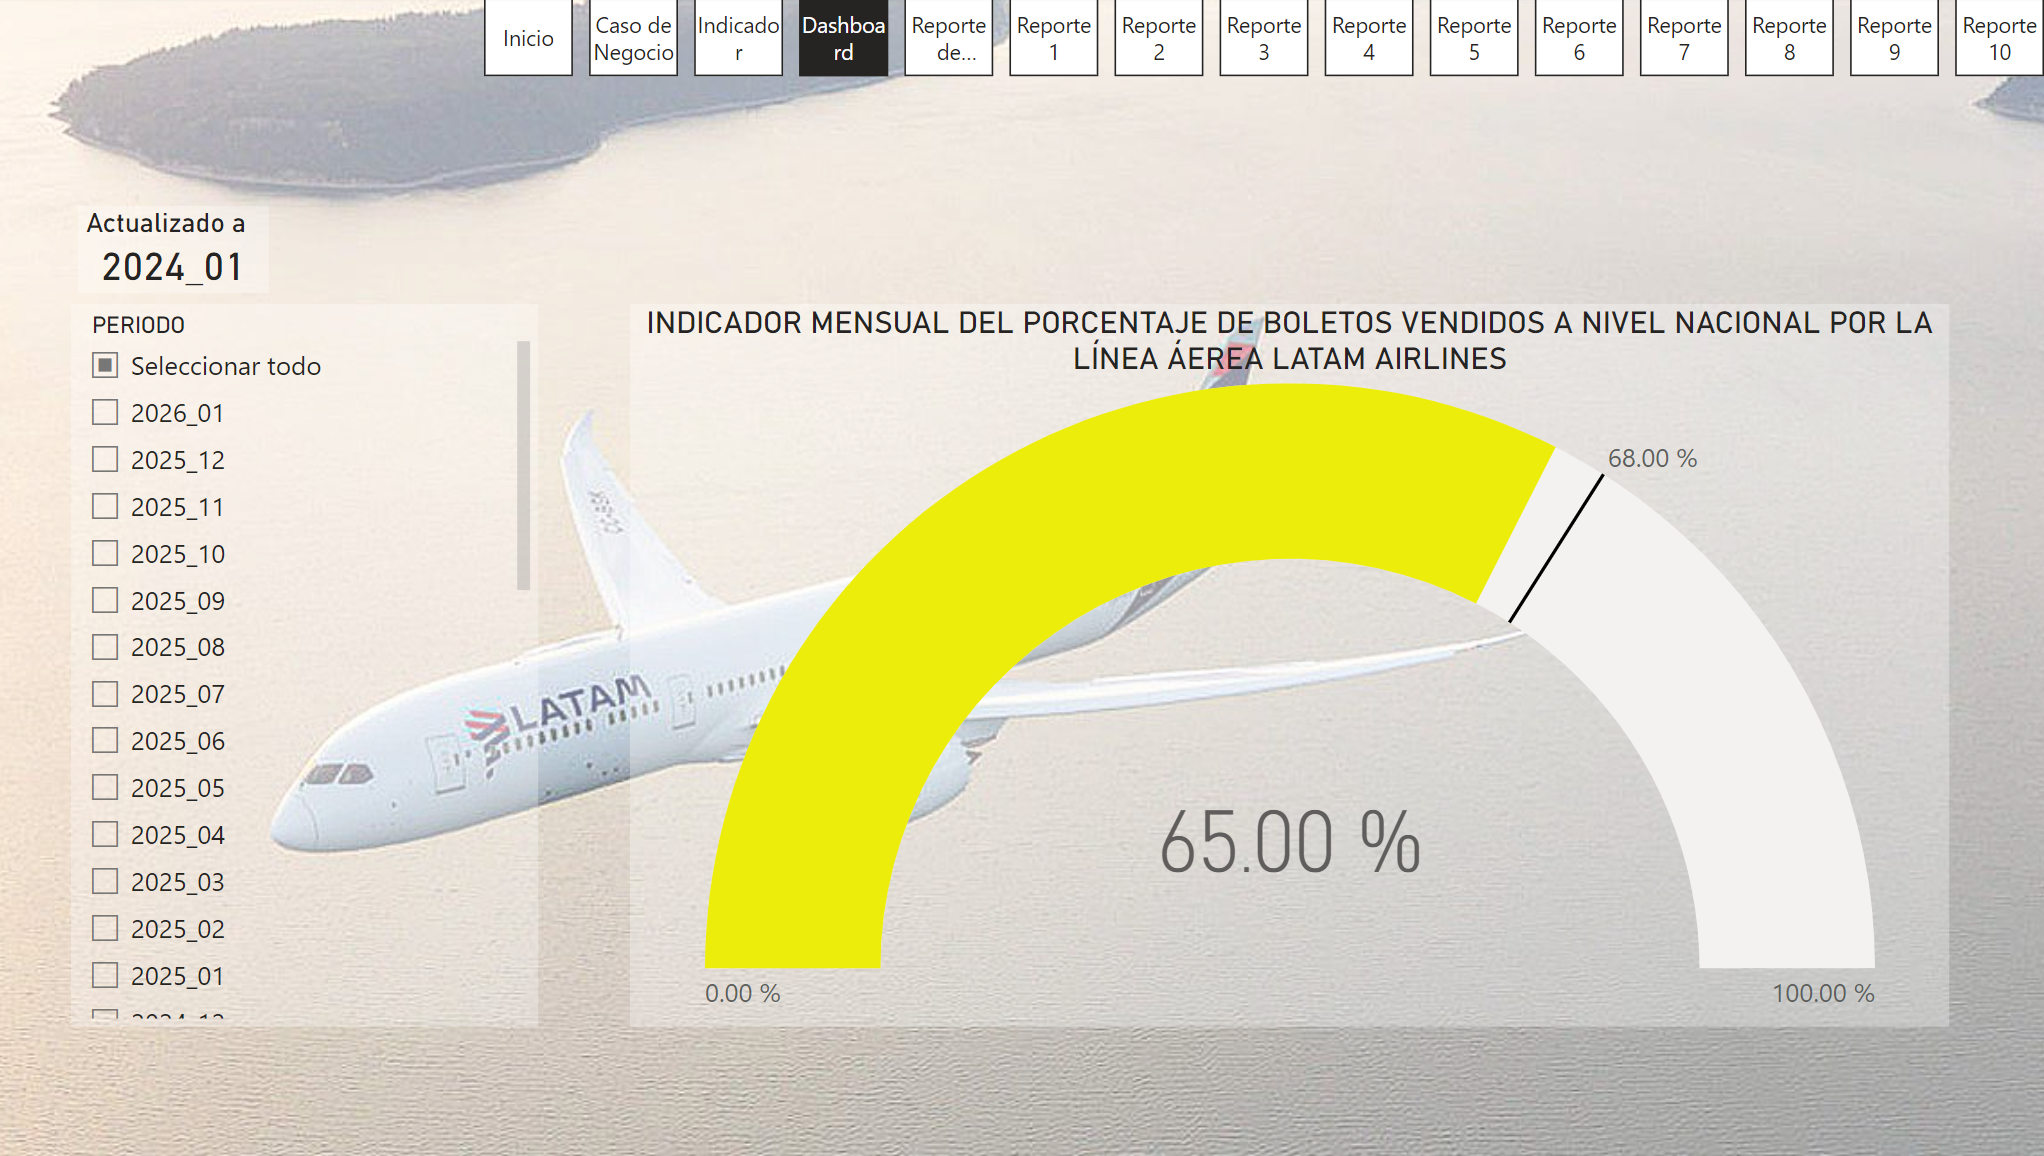 Inicio
Caso de
Negocio
Indicado
r
Dashboa
rd
Reporte
de...
Reporte
1
Reporte
2
Reporte
3
Reporte
4
Reporte
5
Reporte
6
Reporte
7
Reporte
8
Reporte
9
Reporte
10
Actualizado a
2024_01
PERIODO
Seleccionar todo
2026_01
2025_12
2025_11
2025_10
2025_09
2025_08
2025_07
2025_06
2025_05
2025_04
2025_03
2025_02
2025_01
INDICADOR MENSUAL DEL PORCENTAJE DE BOLETOS VENDIDOS A NIVEL NACIONAL POR LA
LÍNEA ÁEREA LATAM AIRLINES
68.00 %
LATAM
65.00 %
0.00 %
100.00 %